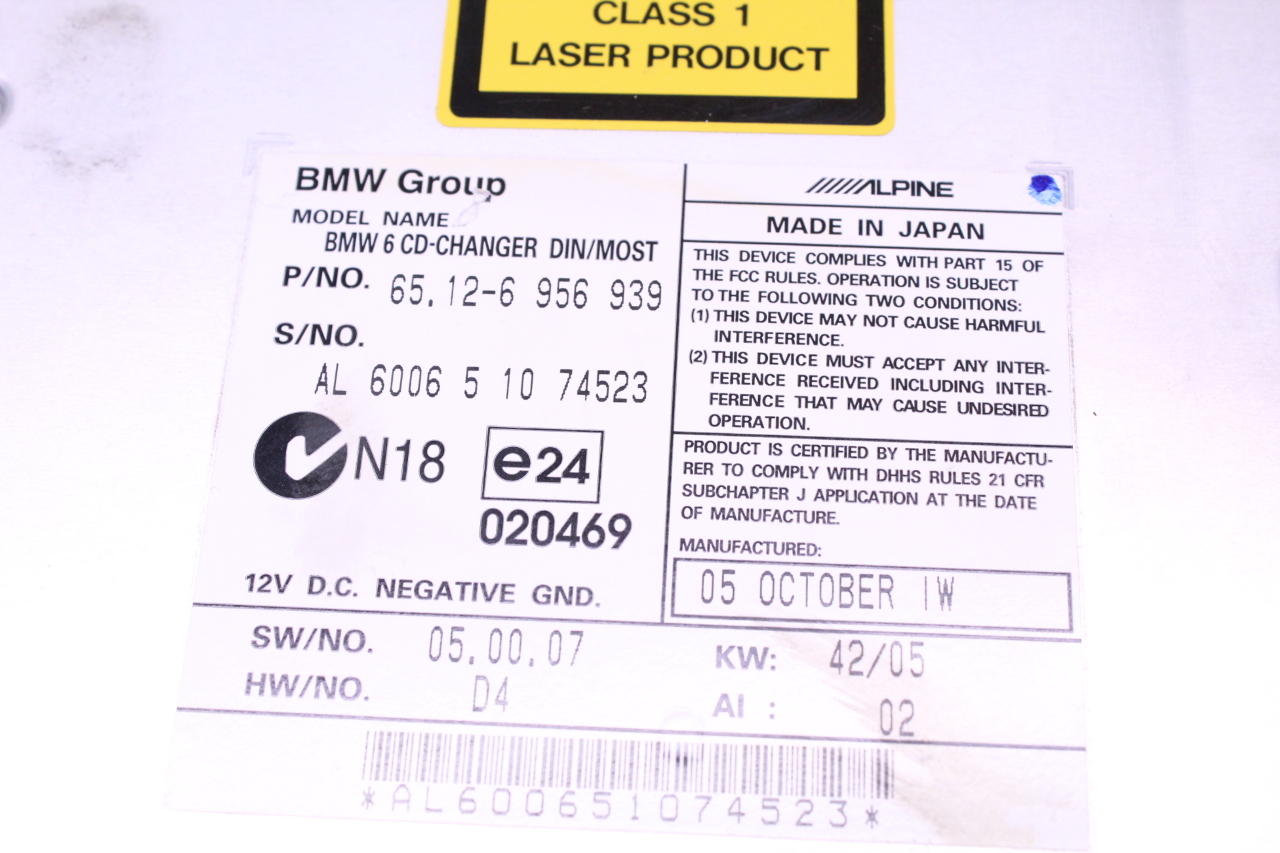 CLASS 1
LASER PRODUCT
BMW Group
MODEL NAME
BMW 6 CD-CHANGER DIN/MOST
P/NO. 65.12-6 956 939
S/NO.
AL 6006 5 10 74523
N18
e24
020469
12V D.C. NEGATIVE GND.
ALPINE
MADE IN JAPAN
THIS DEVICE COMPLIES WITH PART 15 OF
THE FCC RULES. OPERATION IS SUBJECT
TO THE FOLLOWING TWO CONDITIONS:
(1) THIS DEVICE MAY NOT CAUSE HARMFUL
INTERFERENCE.
(2) THIS DEVICE MUST ACCEPT ANY INTER-
FERENCE RECEIVED INCLUDING INTER-
FERENCE THAT MAY CAUSE UNDESIRED
OPERATION.
PRODUCT IS CERTIFIED BY THE MANUFACTU-
RER TO COMPLY WITH DHHS RULES 21 CFR
SUBCHAPTER J APPLICATION AT THE DATE
OF MANUFACTURE.
MANUFACTURED:
05 OCTOBER IW
SW/NO. 05.00.07
HW/NO. D4
KW: 42/05
AI : 02
*AL600651074523*